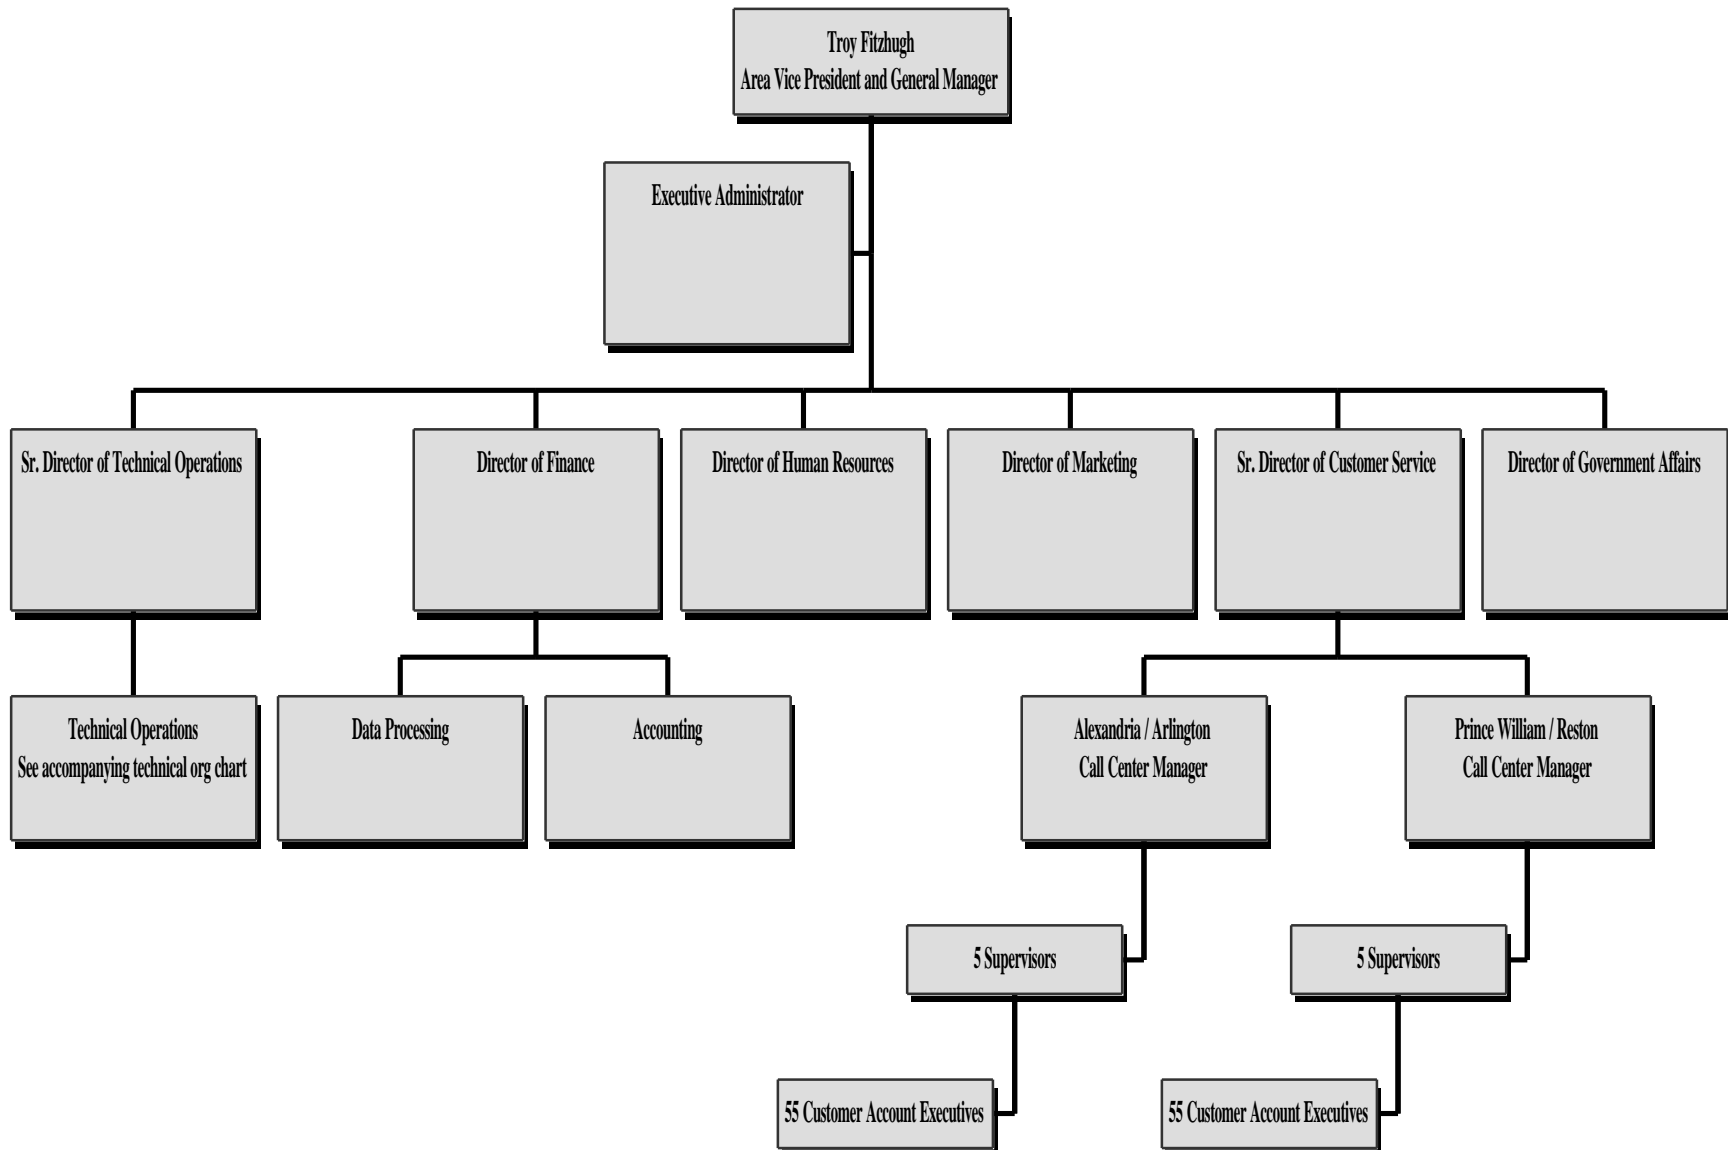 Troy Fitzhugh
Area Vice President and General Manager
Executive Administrator
Sr. Director of Technical Operations
Director of Finance
Director of Human Resources
Director of Marketing
Sr. Director of Customer Service
Director of Government Affairs
Technical Operations
See accompanying technical org chart
Data Processing
Accounting
Alexandria / Arlington
Call Center Manager
Prince William / Reston
Call Center Manager
5 Supervisors
5 Supervisors
55 Customer Account Executives
55 Customer Account Executives